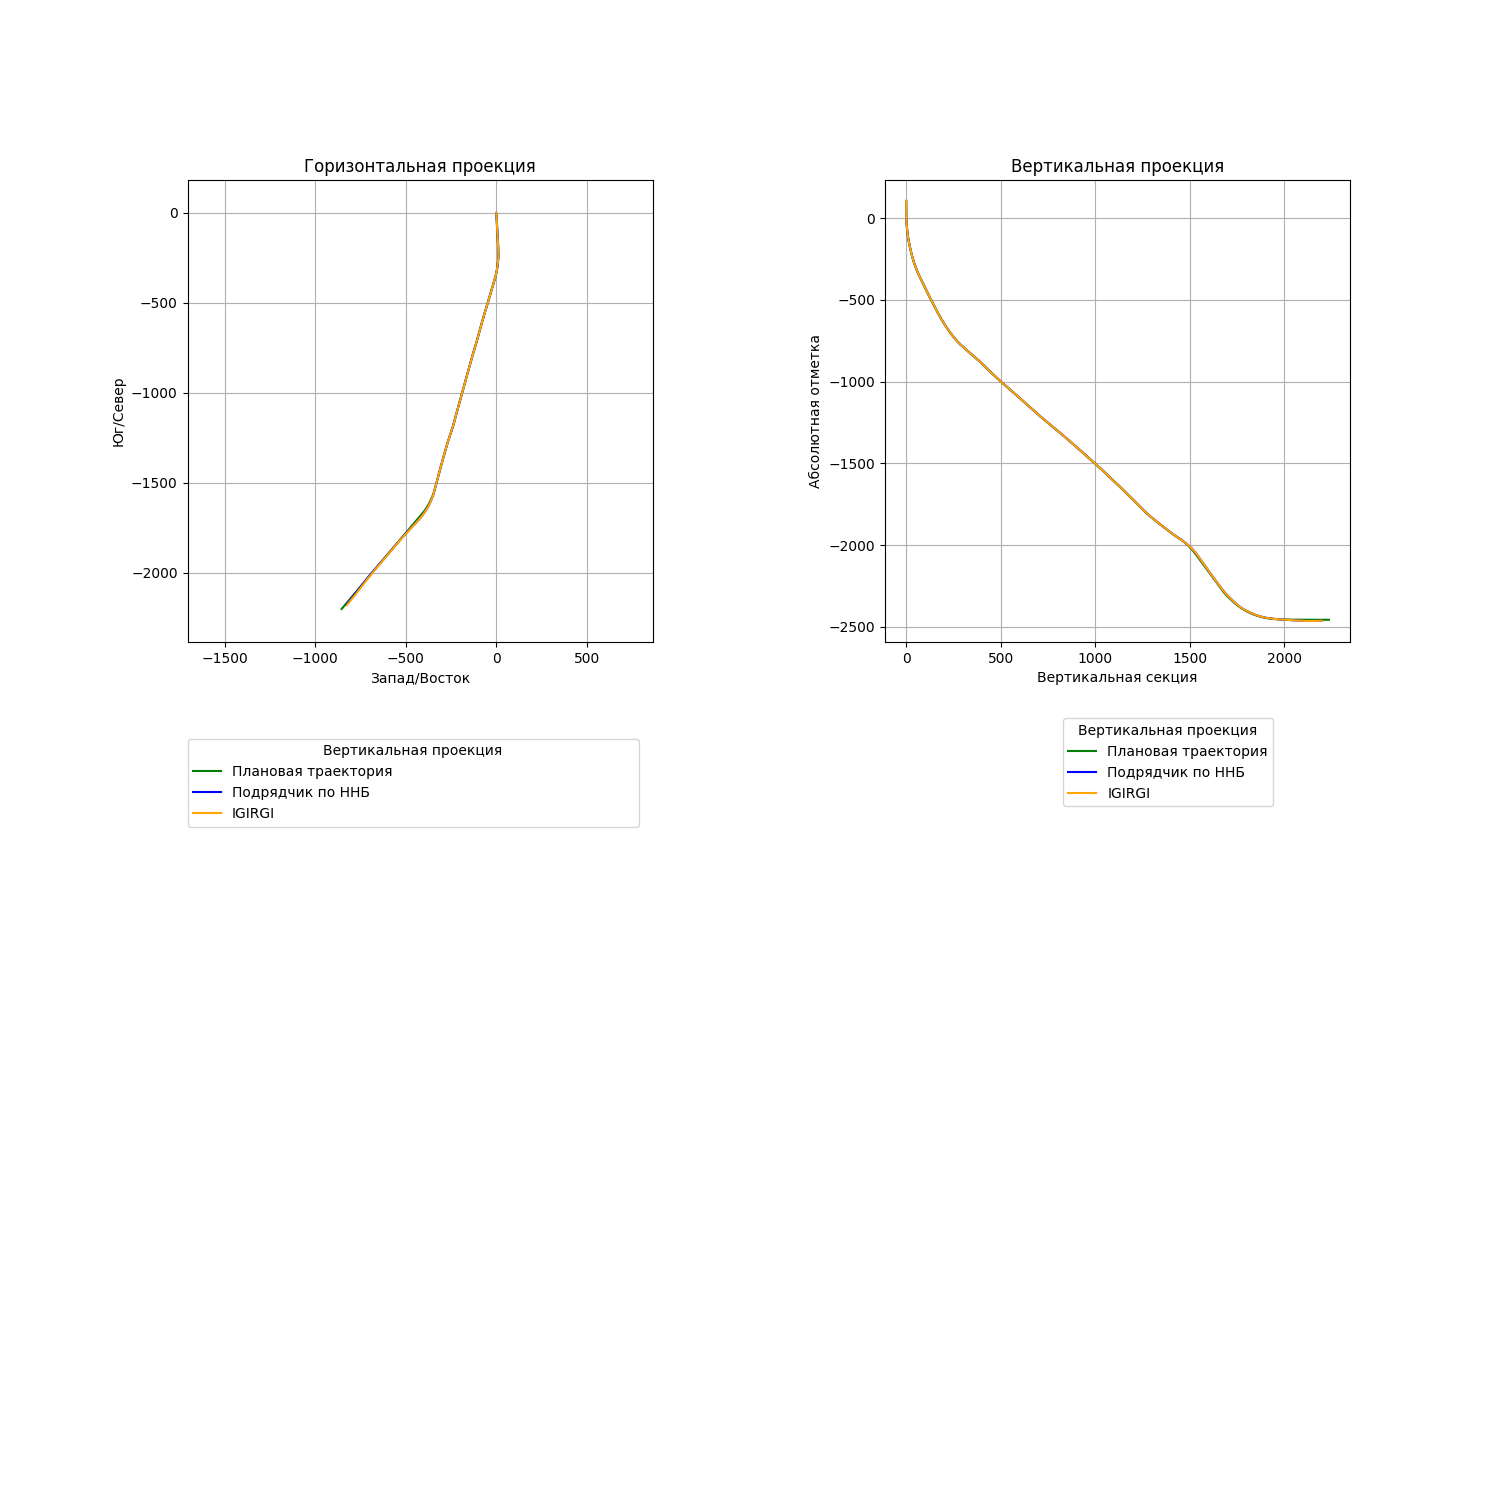 Горизонтальная проекция
0
−500
−1000
−1500
−2000
Юг/Север
−1500 −1000 −500 0 500
Запад/Восток
Вертикальная проекция
Плановая траектория
Подрядчик по ННБ
IGIRGI
Вертикальная проекция
0
−500
−1000
−1500
−2000
−2500
Абсолютная отметка
0 500 1000 1500 2000
Вертикальная секция
Вертикальная проекция
Плановая траектория
Подрядчик по ННБ
IGIRGI